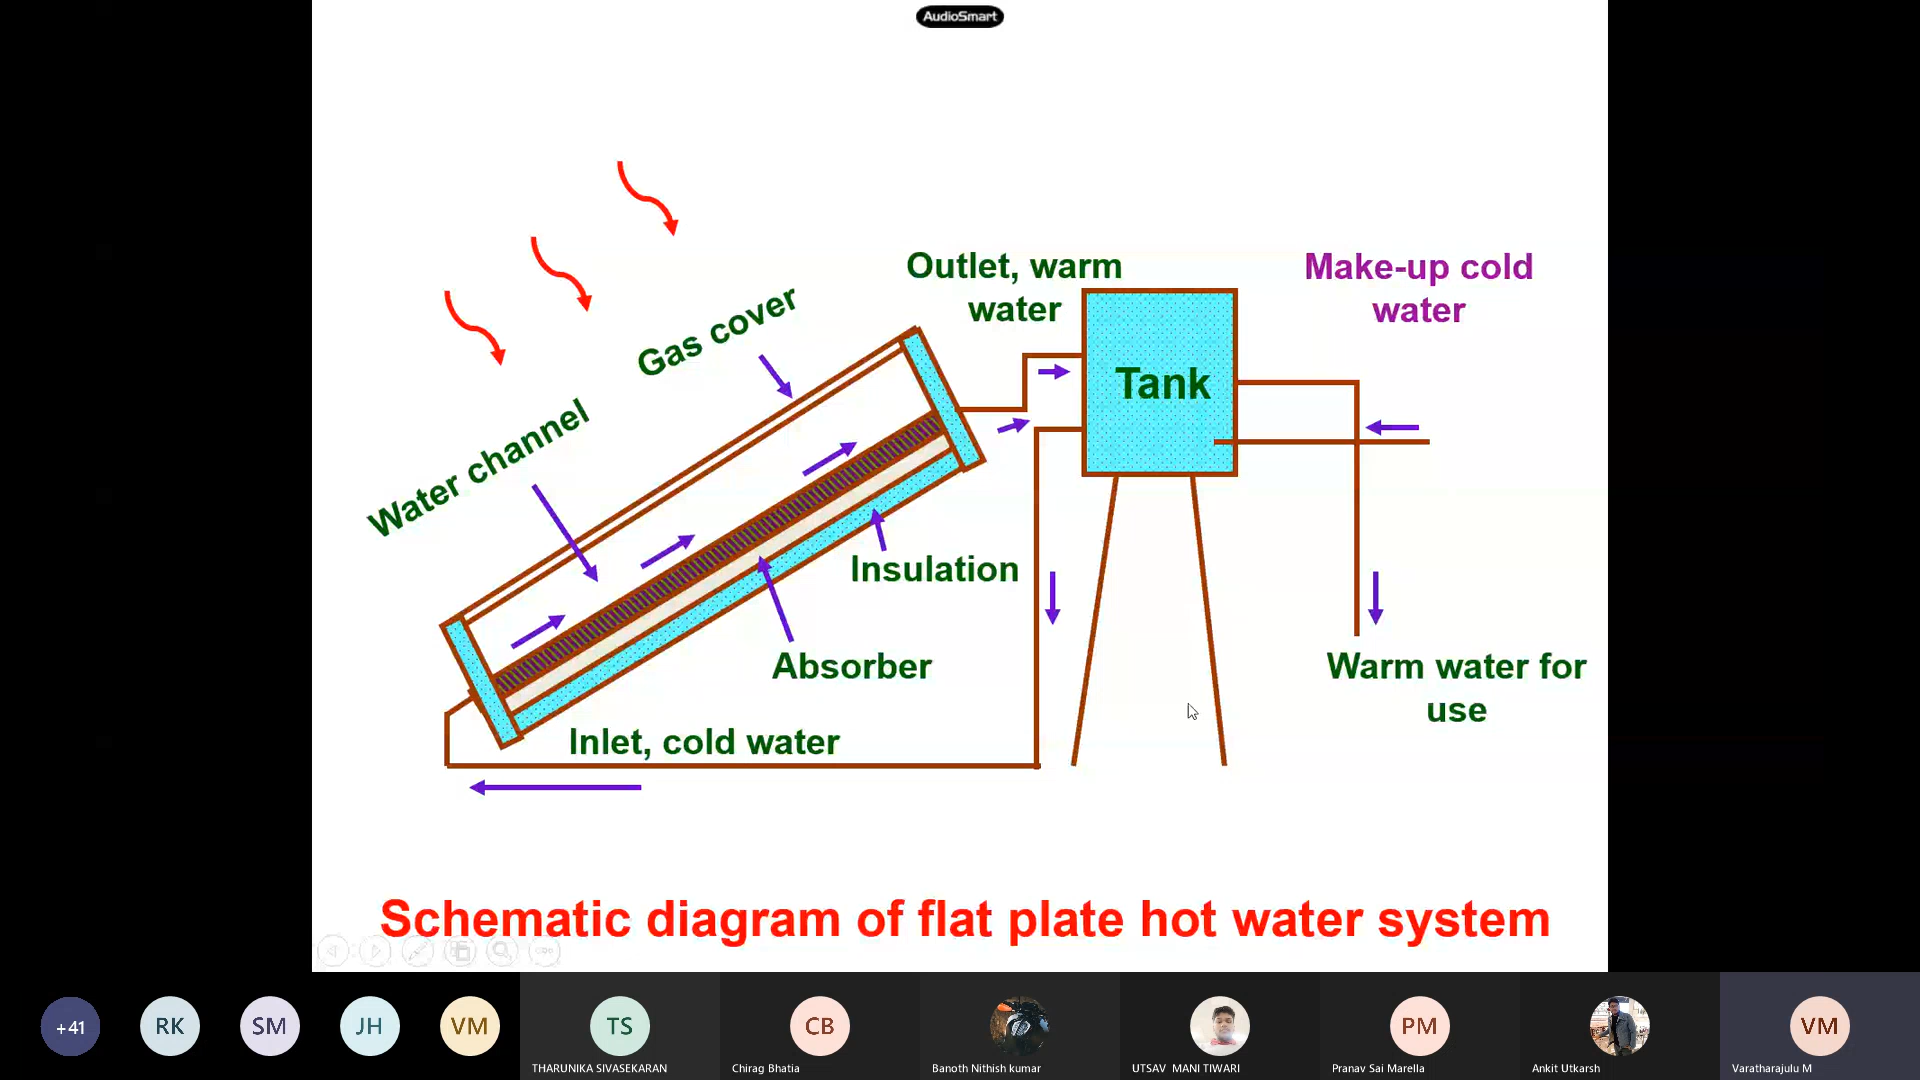 AudioSmart
Outlet, warm
water
Make-up cold
water
Gas cover
Tank
Water channel
Insulation
Absorber
Warm water for
use
Inlet, cold water
Schematic diagram of flat plate hot water system
+41
RK
SM
JH
VM
TS
CB
PM
VM
THARUNIKA SIVASEKARAN
Chirag Bhatia
Banoth Nithish kumar
UTSAV MANI TIWARI
Pranav Sai Marella
Ankit Utkarsh
Varatharajulu M